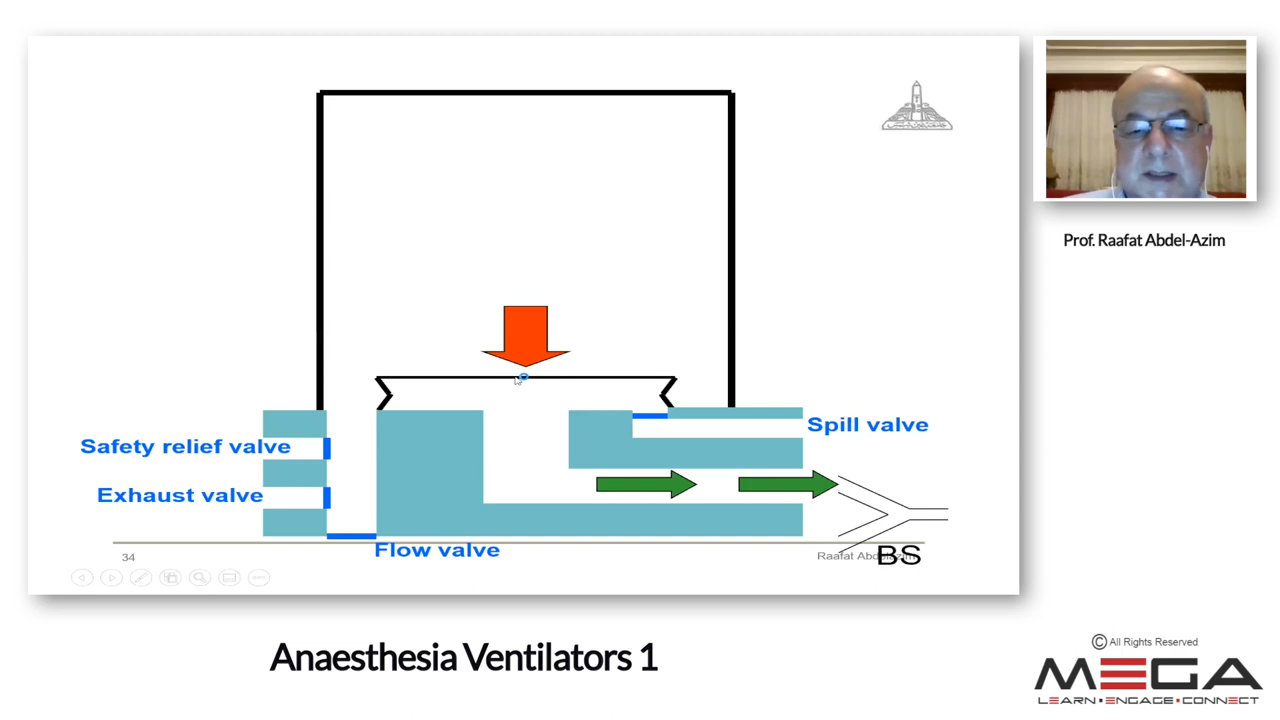 Prof. Raafat Abdel-Azim
Safety relief valve
Spill valve
Exhaust valve
Flow valve
34
BS
Anaesthesia Ventilators 1
© All Rights Reserved
MEGA
LEARN • ENGAGE • CONNECT